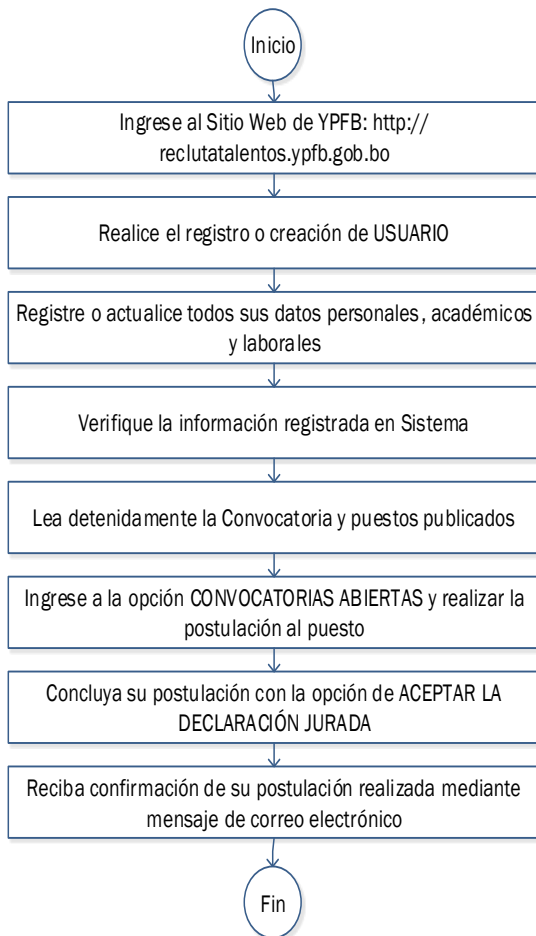 Inicio
Ingrese al Sitio Web de YPFB: http://
reclutatalentos.ypfb.gob.bo
Realice el registro o creación de USUARIO
Registre o actualice todos sus datos personales, académicos
y laborales
Verifique la información registrada en Sistema
Lea detenidamente la Convocatoria y puestos publicados
Ingrese a la opción CONVOCATORIAS ABIERTAS y realizar la
postulación al puesto
Concluya su postulación con la opción de ACEPTAR LA
DECLARACIÓN JURADA
Reciba confirmación de su postulación realizada mediante
mensaje de correo electrónico
Fin